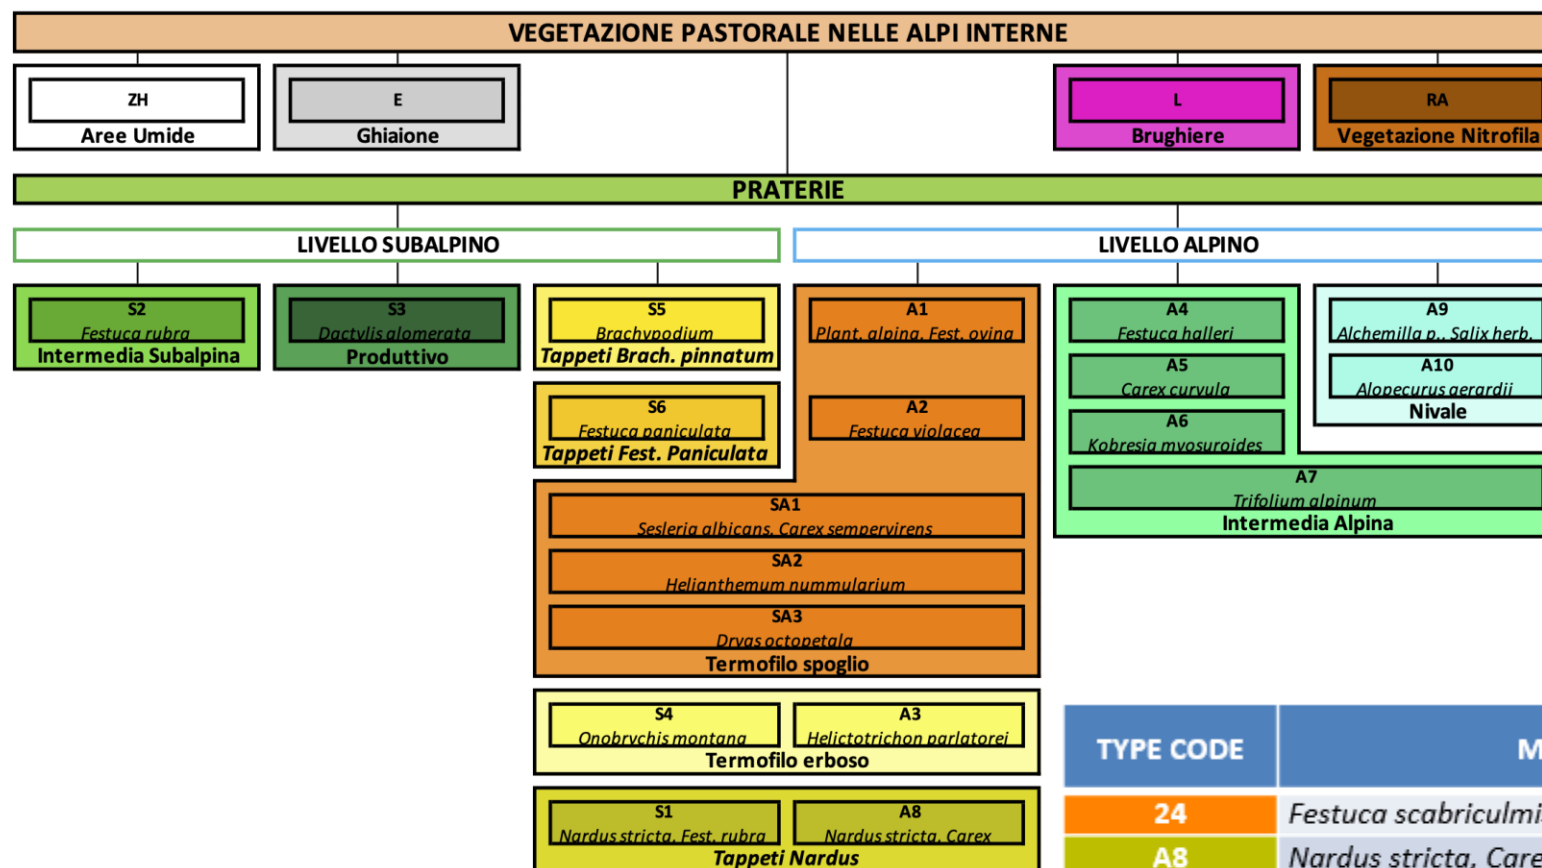 VEGETAZIONE PASTORALE NELLE ALPI INTERNE
ZH
Aree Umide
E
Ghiaione
L
Brughiere
RA
Vegetazione Nitrofila
PRATERIE
LIVELLO SUBALPINO
LIVELLO ALPINO
S2
Festuca rubra
Intermedia Subalpina
S3
Dactylis glomerata
Produttivo
S5
Brachypodium
Tappeti Brach. pinnatum
S6
Festuca paniculata
Tappeti Fest. Paniculata
A1
Plant. alpina, Fest. ovina
A2
Festuca violacea
SA1
Sesleria albicans, Carex sempervirens
SA2
Helianthemum nummularium
SA3
Dryas octopetala
Termofilo spoglio
A4
Festuca halleri
A5
Carex curvula
A6
Kobresia myosuroides
A7
Trifolium alpinum
Intermedia Alpina
A9
Alchemilla p., Salix herb.
A10
Alopecurus gerardii
Nivale
S4
Onobrychis montana
A3
Helictotrichon parlatorei
Termofilo erboso
S1
Nardus stricta, Fest. rubra
A8
Nardus stricta, Carex
Tappeti Nardus
TYPE CODE
M
24
Festuca scabriculmis
A8
Nardus stricta, Care